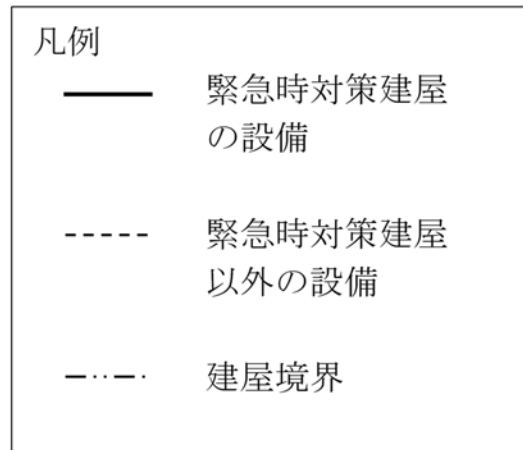 凡例
緊急時対策建屋
の設備
緊急時対策建屋
以外の設備
建屋境界